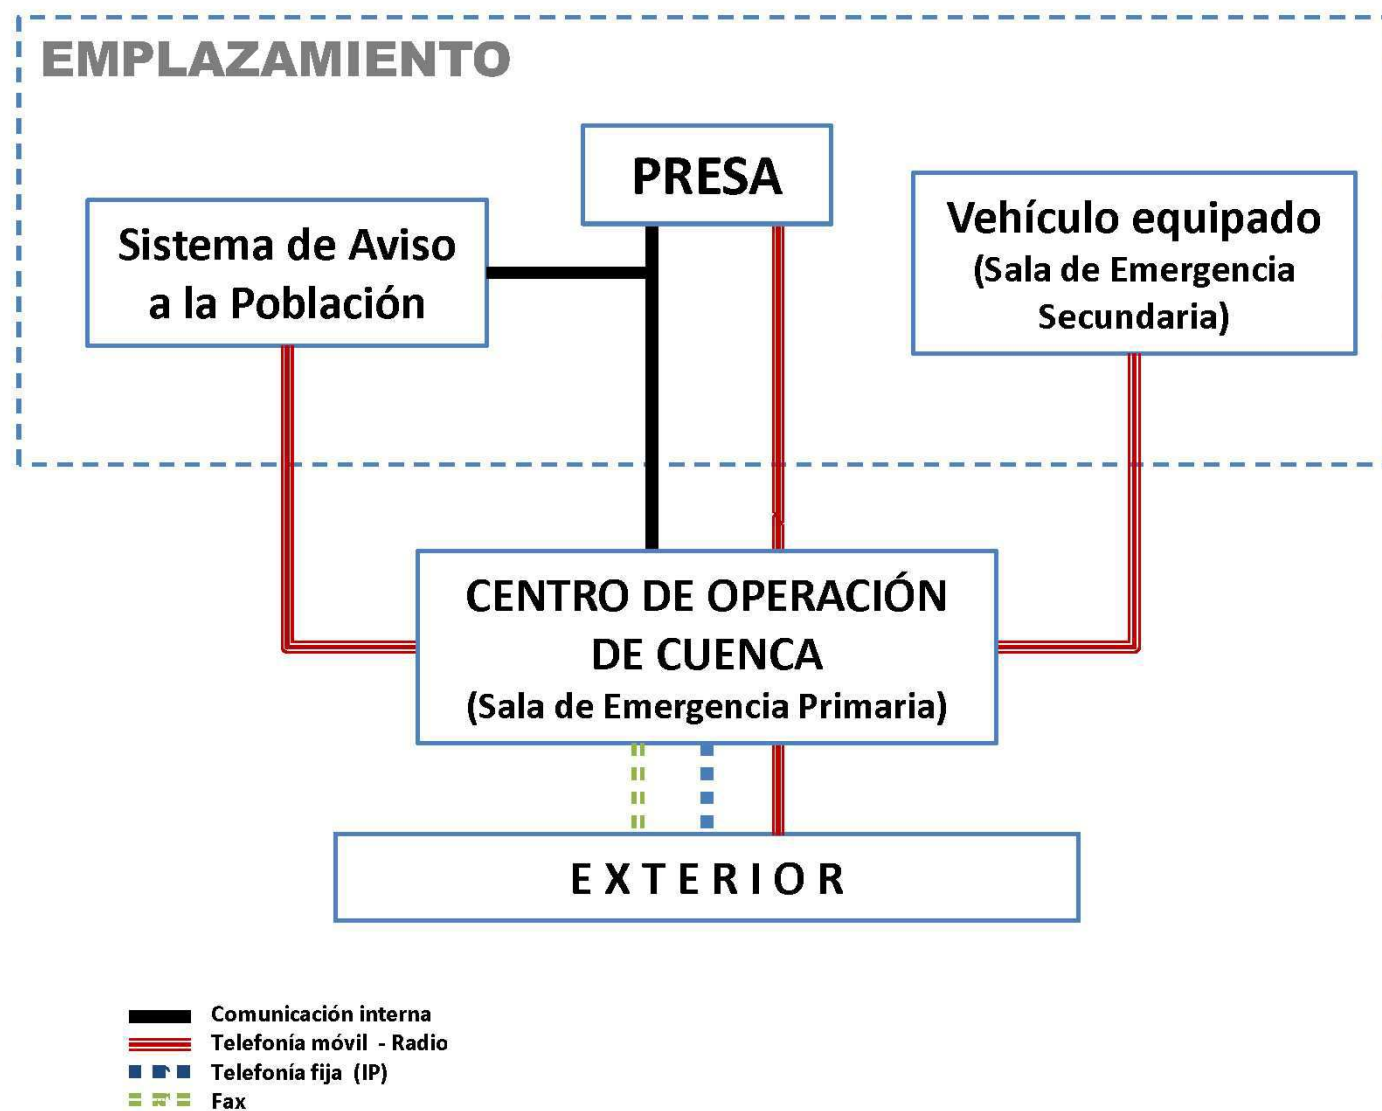 EMPLAZAMIENTO
PRESA
Sistema de Aviso
a la Población
Vehículo equipado
(Sala de Emergencia
Secundaria)
CENTRO DE OPERACIÓN
DE CUENCA
(Sala de Emergencia Primaria)
E X T E R I O R
Comunicación interna
Telefonía móvil - Radio
Telefonía fija (IP)
Fax